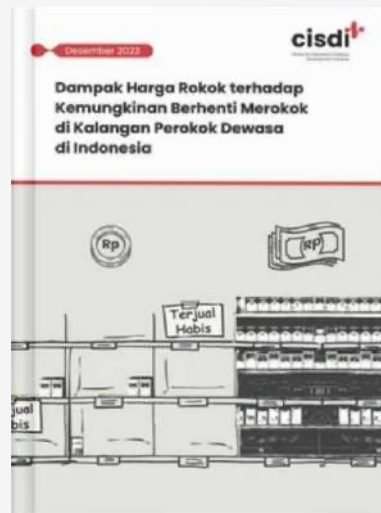 Desember 2023
cisdi
Dampak Harga Rokok terhadap
Kemungkinan Berhenti Merokok
di Kalangan Perokok Dewasa
di Indonesia
Rp
Rp
Terjual
Habis
jual
bis